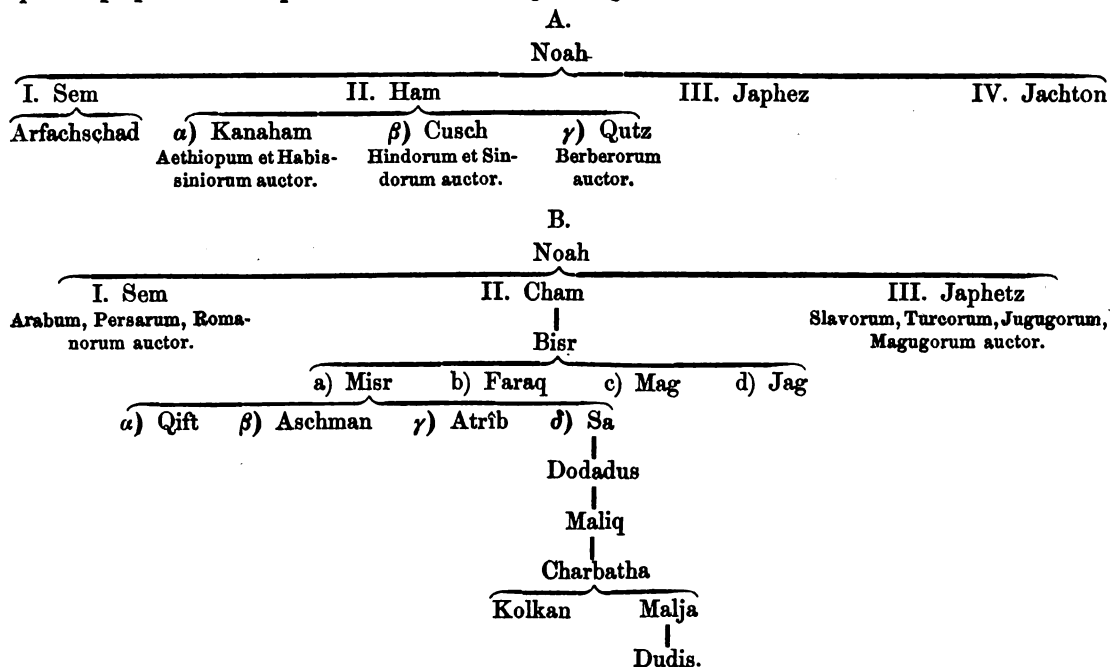 A.
Noah
I. Sem II. Ham III. Japhez IV. Jachton
Arfachschad α) Kanaham β) Cusch γ) Qutz
Aethiopum et Habis- Hindorum et Sin- Berberorum
siniorum auctor. dorum auctor. auctor.
B.
Noah
I. Sem II. Cham III. Japhetz
Arabum, Persarum, Roma- Slavorum, Turcorum, Jugugorum,
norum auctor. Magugorum auctor.
Bisr
a) Misr b) Faraq c) Mag d) Jag
α) Qift β) Aschman γ) Atrîb δ) Sa
Dodadus
Maliq
Charbatha
Kolkan Malja
Dudis.